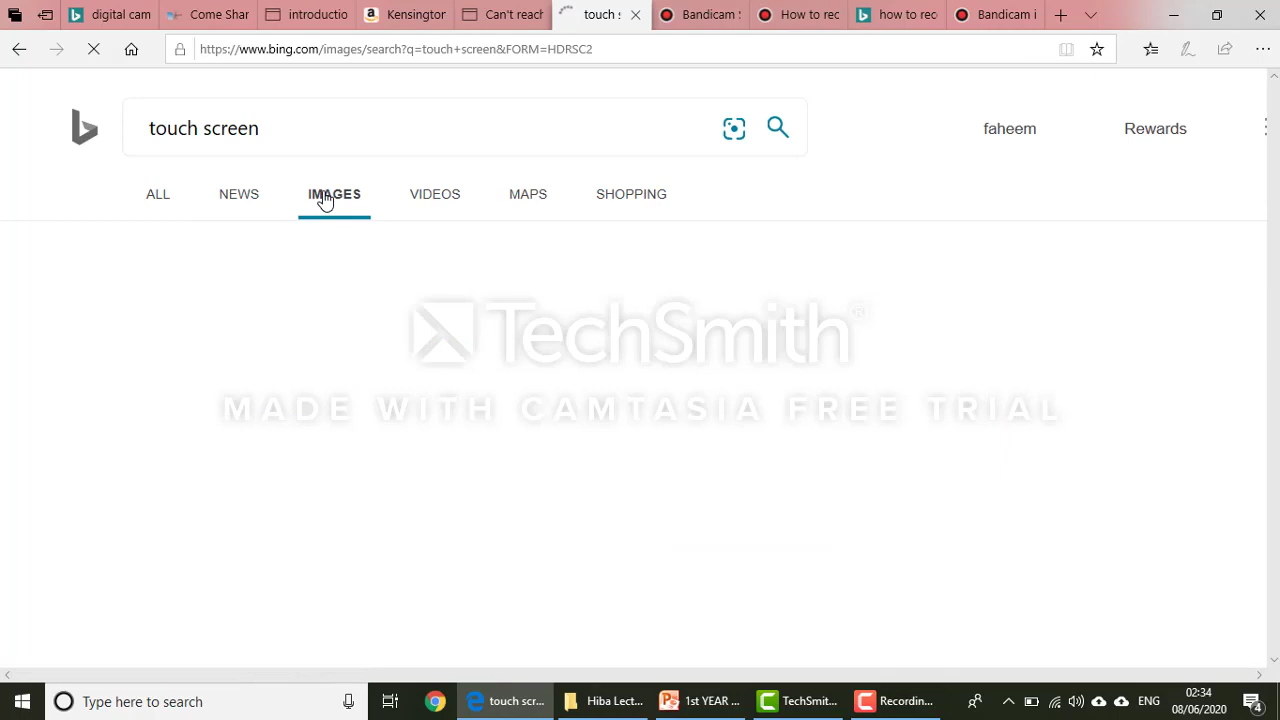 digital cam
Come Shar
introductio
Kensington
Can't reach
touch s
Bandicam S
How to rec
how to rec
Bandicam i
https://www.bing.com/images/search?q=touch+screen&FORM=HDRSC2
touch screen
faheem
Rewards
ALL
NEWS
IMAGES
VIDEOS
MAPS
SHOPPING
TechSmith®
MADE WITH CAMTASIA FREE TRIAL
Type here to search
touch scr...
Hiba Lect...
1st YEAR ...
TechSmit...
Recordin...
ENG
02:34
08/06/2020
4